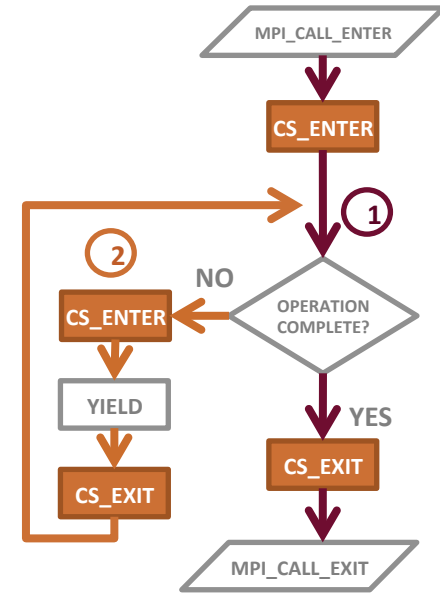 MPI_CALL_ENTER
CS_ENTER
1
2
NO
OPERATION
COMPLETE?
CS_ENTER
YIELD
YES
CS_EXIT
CS_EXIT
MPI_CALL_EXIT